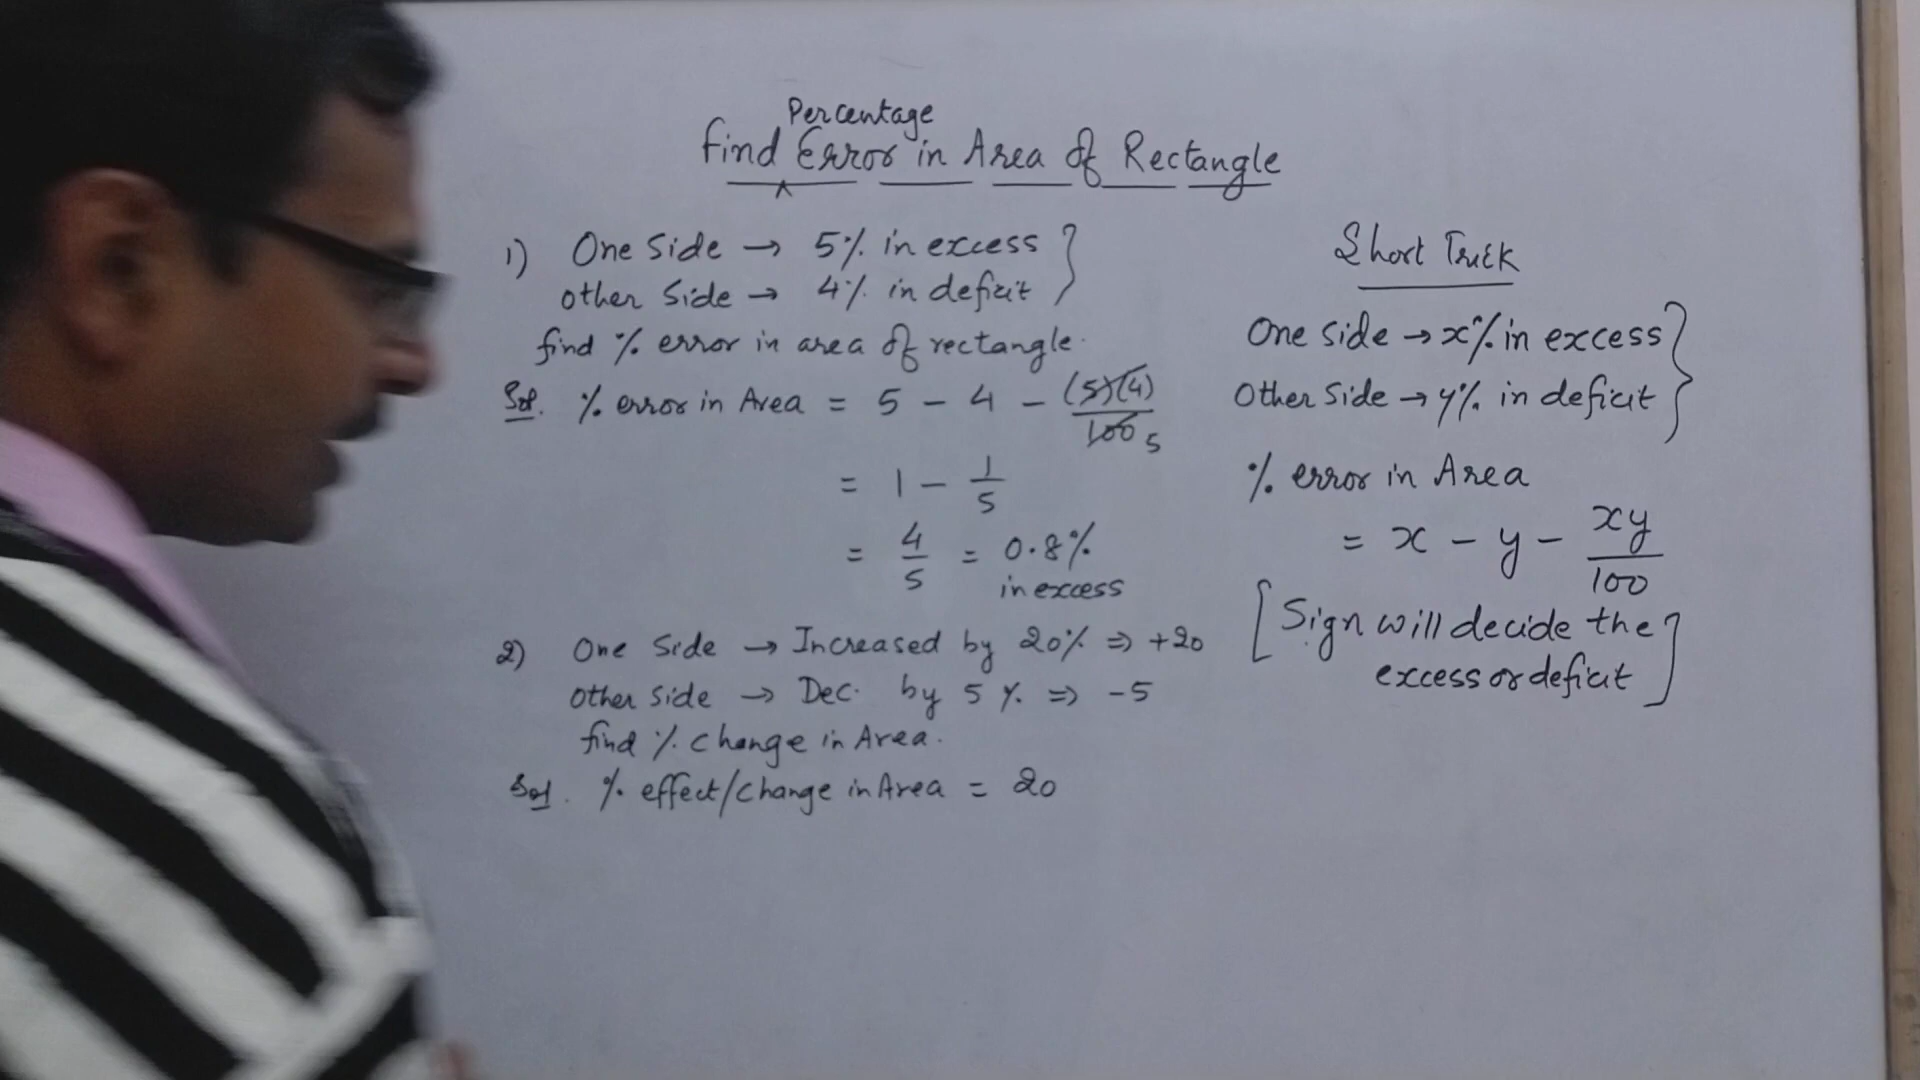 Percentage
find Error in Area of Rectangle
1) One Side → 5% in excess
other Side → 4% in deficit
find % error in area of rectangle.
Sol. % error in Area = 5 - 4 - (5)(4)/100 5
= 1 - 1/5
= 4/5 = 0.8%
in excess
2) One Side → Increased by 20% ⇒ +20
other Side → Dec. by 5% ⇒ -5
find % change in Area.
Sol. % effect/change in Area = 20
Short Trick
One side → x% in excess
Other Side → y% in deficit
% error in Area
= x - y - xy/100
[Sign will decide the
excess or deficit]